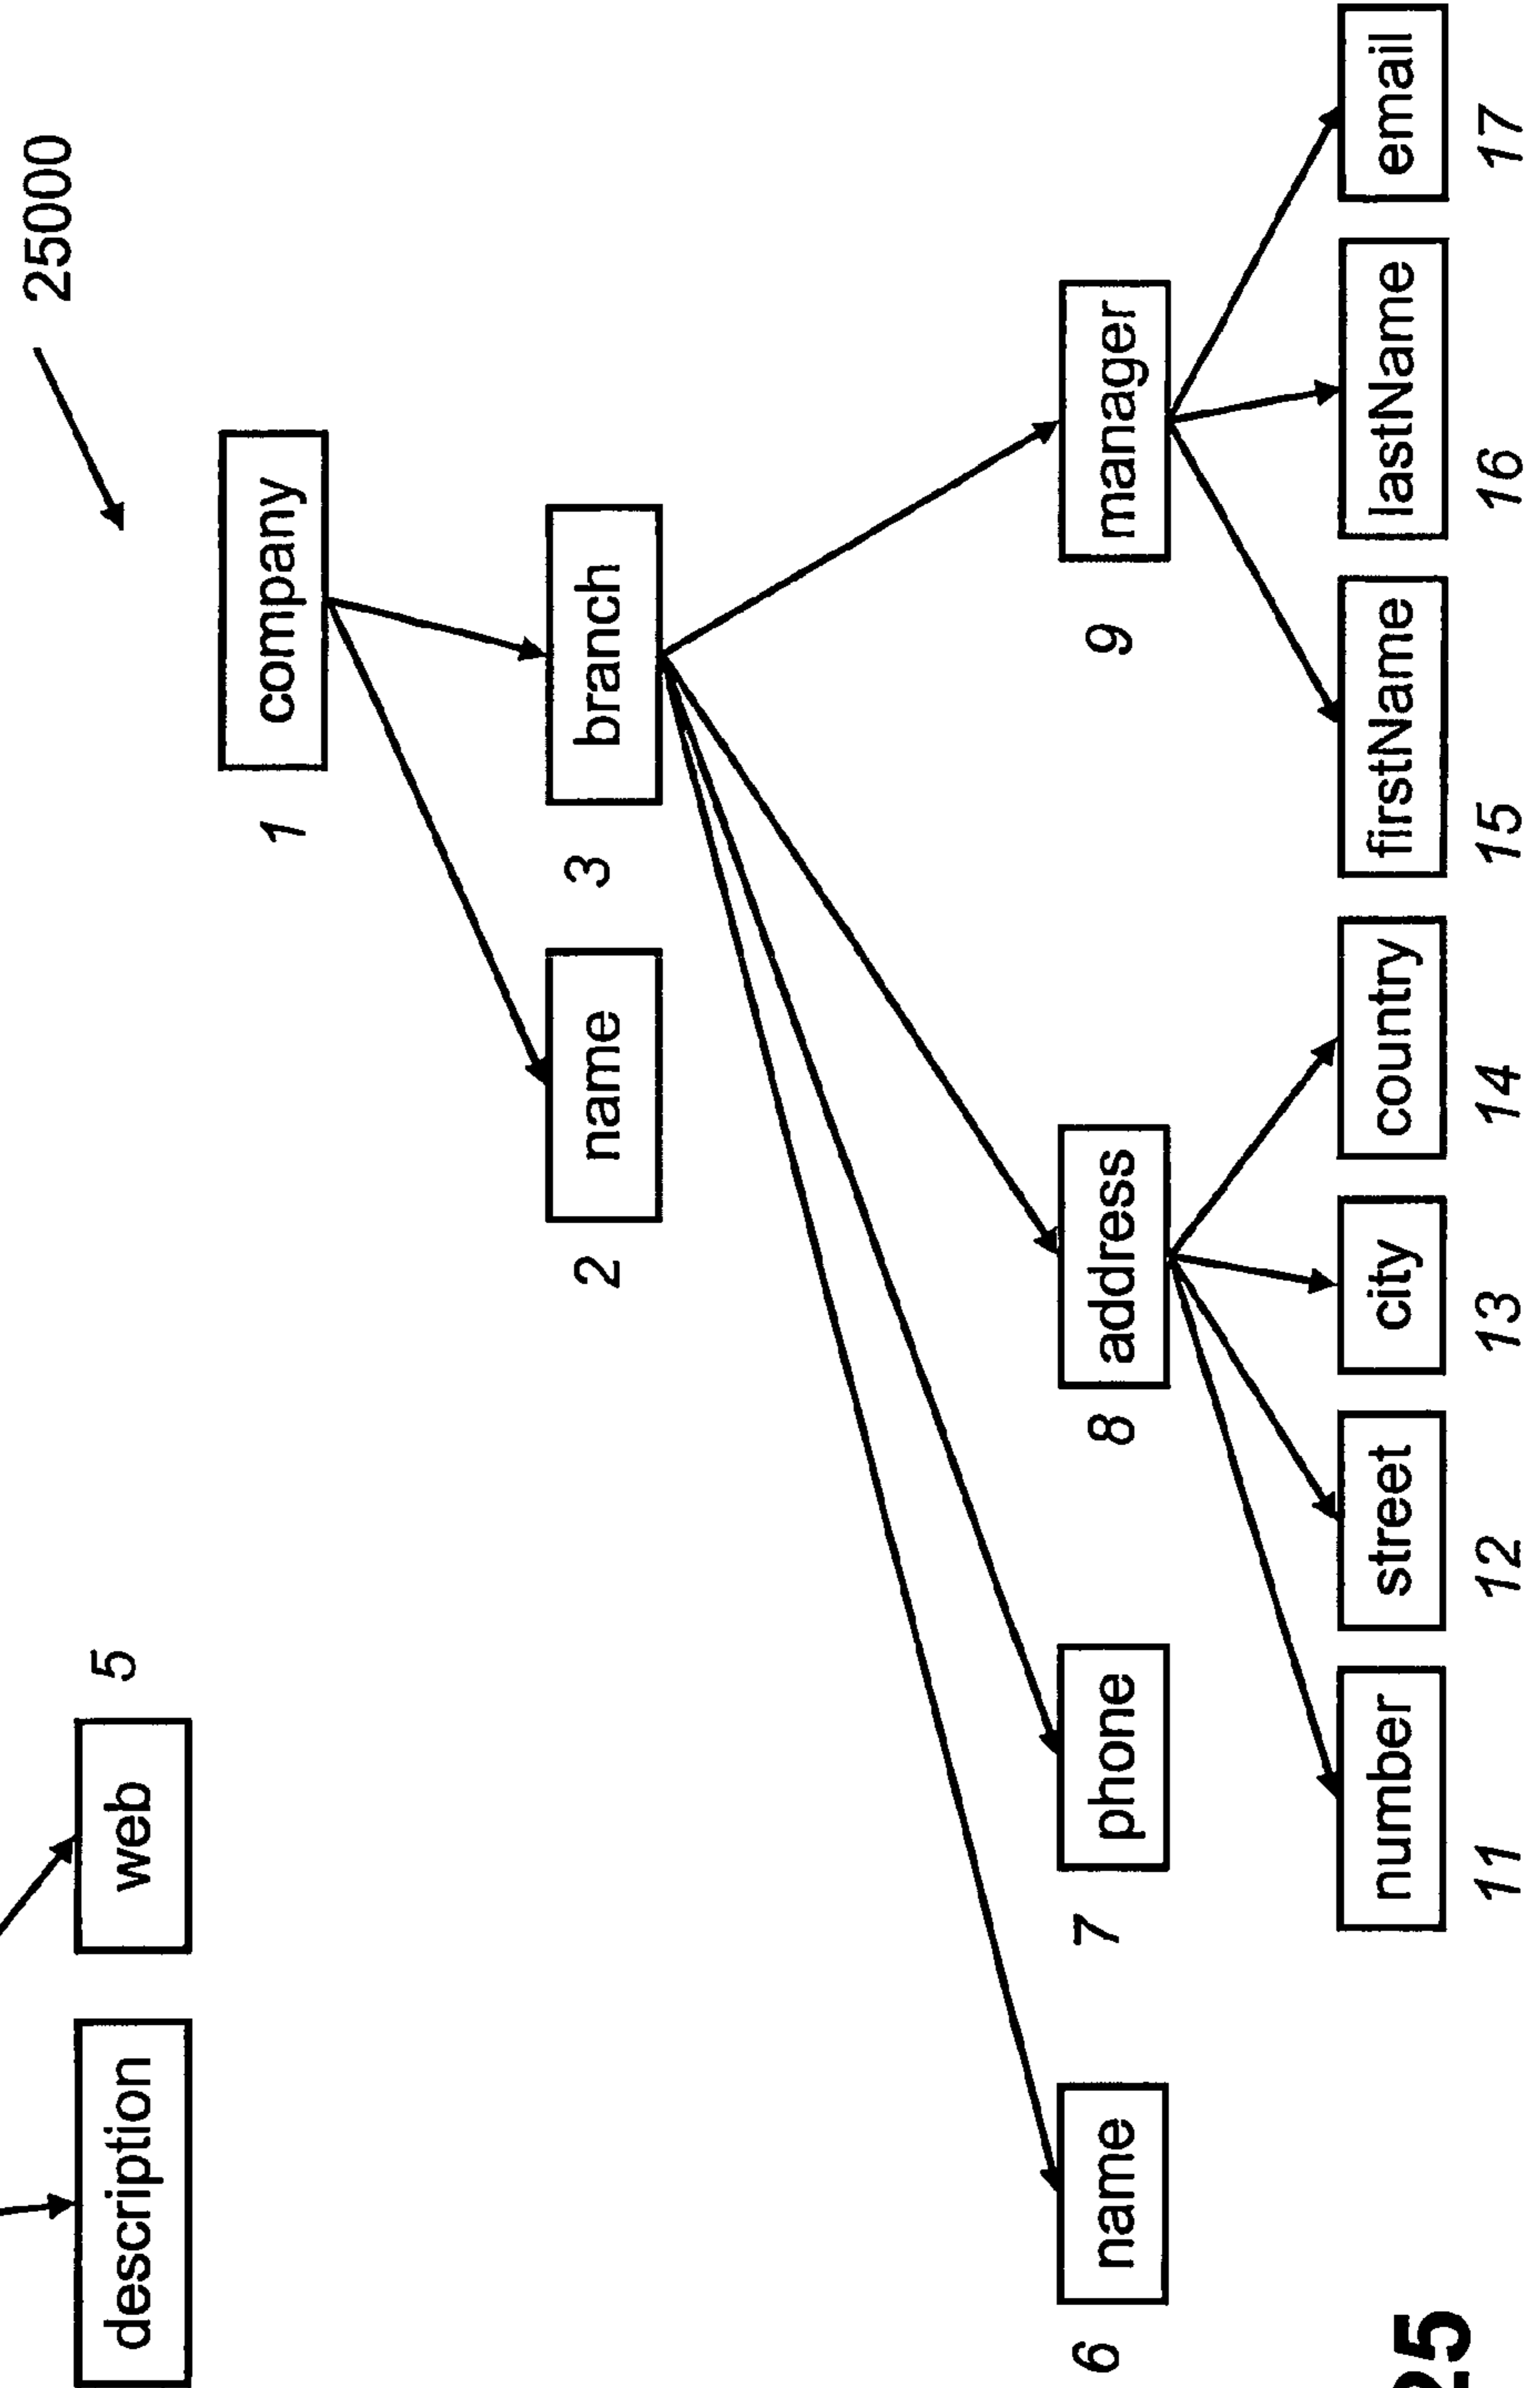 description
web
5
25000
company
1
name
2
branch
3
name
6
phone
7
address
8
manager
9
number
11
street
12
city
13
country
14
firstName
15
lastName
16
email
17
25